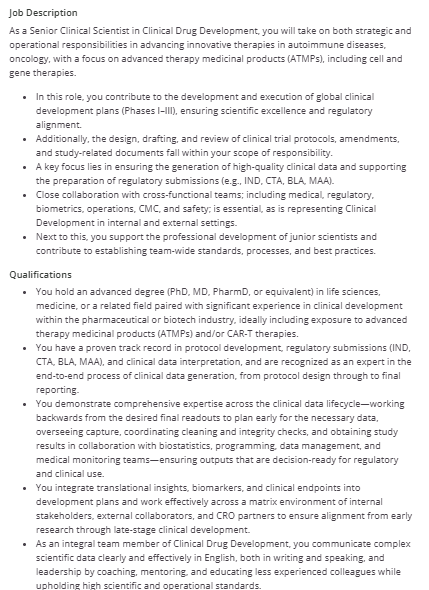 Job Description
As a Senior Clinical Scientist in Clinical Drug Development, you will take on both strategic and
operational responsibilities in advancing innovative therapies in autoimmune diseases,
oncology, with a focus on advanced therapy medicinal products (ATMPs), including cell and
gene therapies.
• In this role, you contribute to the development and execution of global clinical
development plans (Phases I–III), ensuring scientific excellence and regulatory
alignment.
• Additionally, the design, drafting, and review of clinical trial protocols, amendments,
and study-related documents fall within your scope of responsibility.
• A key focus lies in ensuring the generation of high-quality clinical data and supporting
the preparation of regulatory submissions (e.g., IND, CTA, BLA, MAA).
• Close collaboration with cross-functional teams; including medical, regulatory,
biometrics, operations, CMC, and safety; is essential, as is representing Clinical
Development in internal and external settings.
• Next to this, you support the professional development of junior scientists and
contribute to establishing team-wide standards, processes, and best practices.
Qualifications
• You hold an advanced degree (PhD, MD, PharmD, or equivalent) in life sciences,
medicine, or a related field paired with significant experience in clinical development
within the pharmaceutical or biotech industry, ideally including exposure to advanced
therapy medicinal products (ATMPs) and/or CAR-T therapies.
• You have a proven track record in protocol development, regulatory submissions (IND,
CTA, BLA, MAA), and clinical data interpretation, and are recognized as an expert in the
end-to-end process of clinical data generation, from protocol design through to final
reporting.
• You demonstrate comprehensive expertise across the clinical data lifecycle—working
backwards from the desired final readouts to plan early for the necessary data,
overseeing capture, coordinating cleaning and integrity checks, and obtaining study
results in collaboration with biostatistics, programming, data management, and
medical monitoring teams—ensuring outputs that are decision-ready for regulatory
and clinical use.
• You integrate translational insights, biomarkers, and clinical endpoints into
development plans and work effectively across a matrix environment of internal
stakeholders, external collaborators, and CRO partners to ensure alignment from early
research through late-stage clinical development.
• As an integral team member of Clinical Drug Development, you communicate complex
scientific data clearly and effectively in English, both in writing and speaking, and
leadership by coaching, mentoring, and educating less experienced colleagues while
upholding high scientific and operational standards.